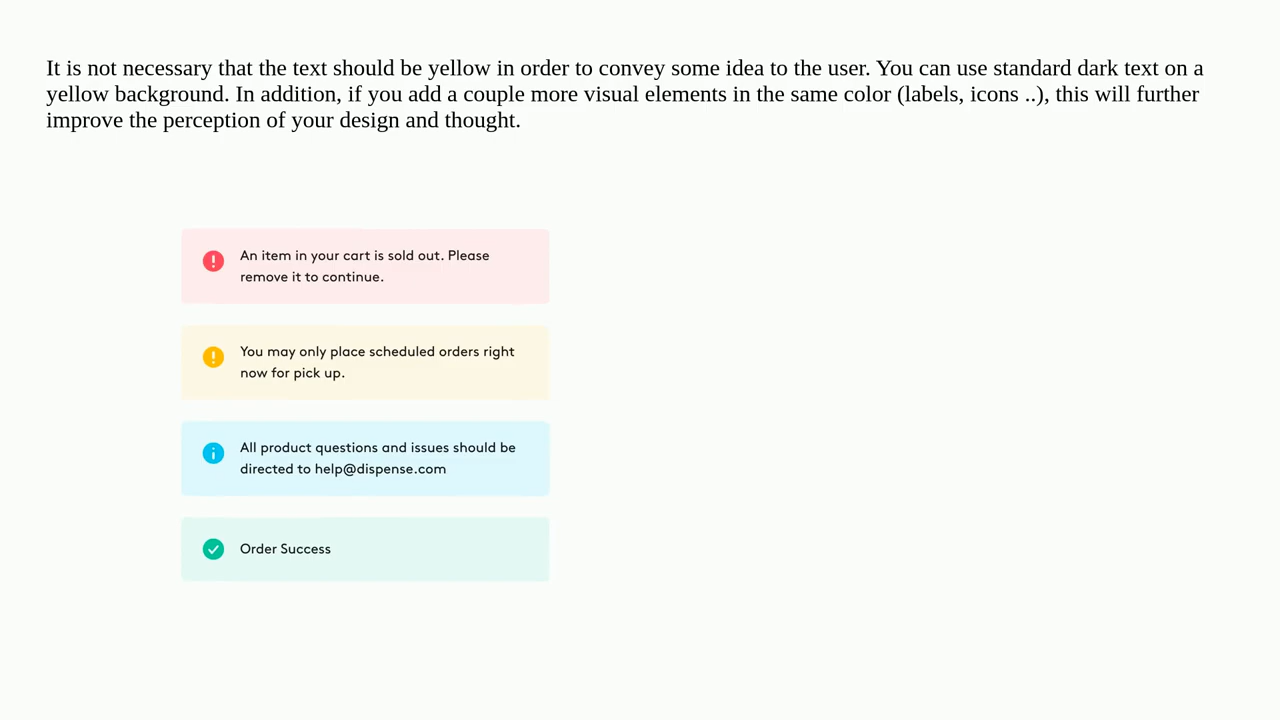 It is not necessary that the text should be yellow in order to convey some idea to the user. You can use standard dark text on a
yellow background. In addition, if you add a couple more visual elements in the same color (labels, icons ..), this will further
improve the perception of your design and thought.
An item in your cart is sold out. Please
remove it to continue.
You may only place scheduled orders right
now for pick up.
All product questions and issues should be
directed to help@dispense.com
Order Success